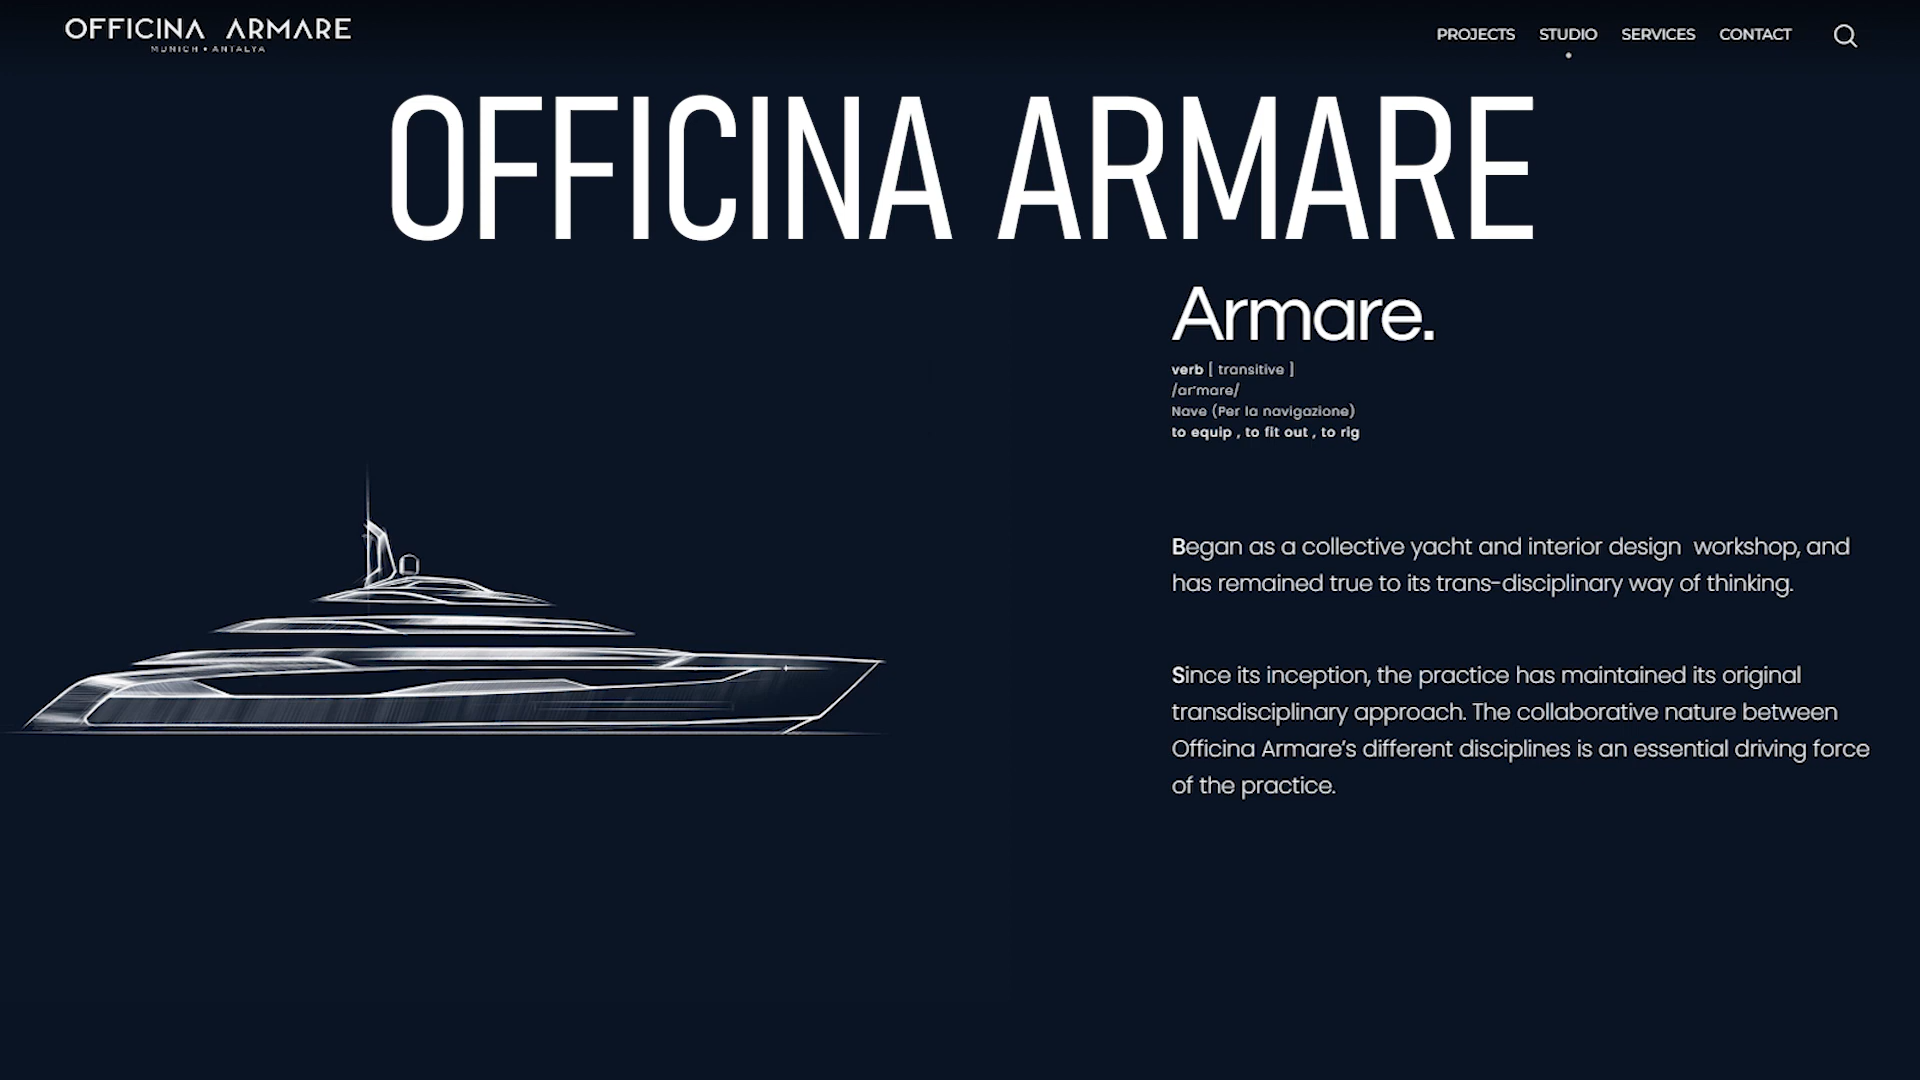 OFFICINA ARMARE
MUNICH • ANTALYA
PROJECTS STUDIO SERVICES CONTACT
OFFICINA ARMARE
Armare.
verb [ transitive ]
/ar'mare/
Nave (Per la navigazione)
to equip , to fit out , to rig
Began as a collective yacht and interior design workshop, and
has remained true to its trans-disciplinary way of thinking.
Since its inception, the practice has maintained its original
transdisciplinary approach. The collaborative nature between
Officina Armare’s different disciplines is an essential driving force
of the practice.